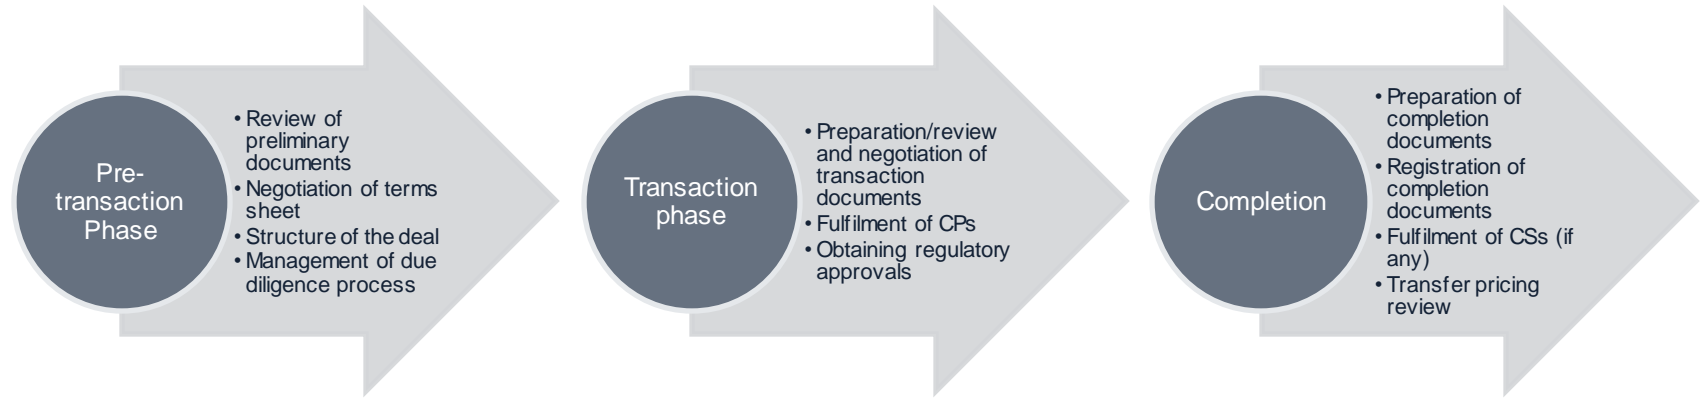 Pre-
transaction
Phase
• Review of
preliminary
documents
• Negotiation of terms
sheet
• Structure of the deal
• Management of due
diligence process
Transaction
phase
• Preparation/review
and negotiation of
transaction
documents
• Fulfilment of CPs
• Obtaining regulatory
approvals
Completion
• Preparation of
completion
documents
• Registration of
completion
documents
• Fulfilment of CSs (if
any)
• Transfer pricing
review